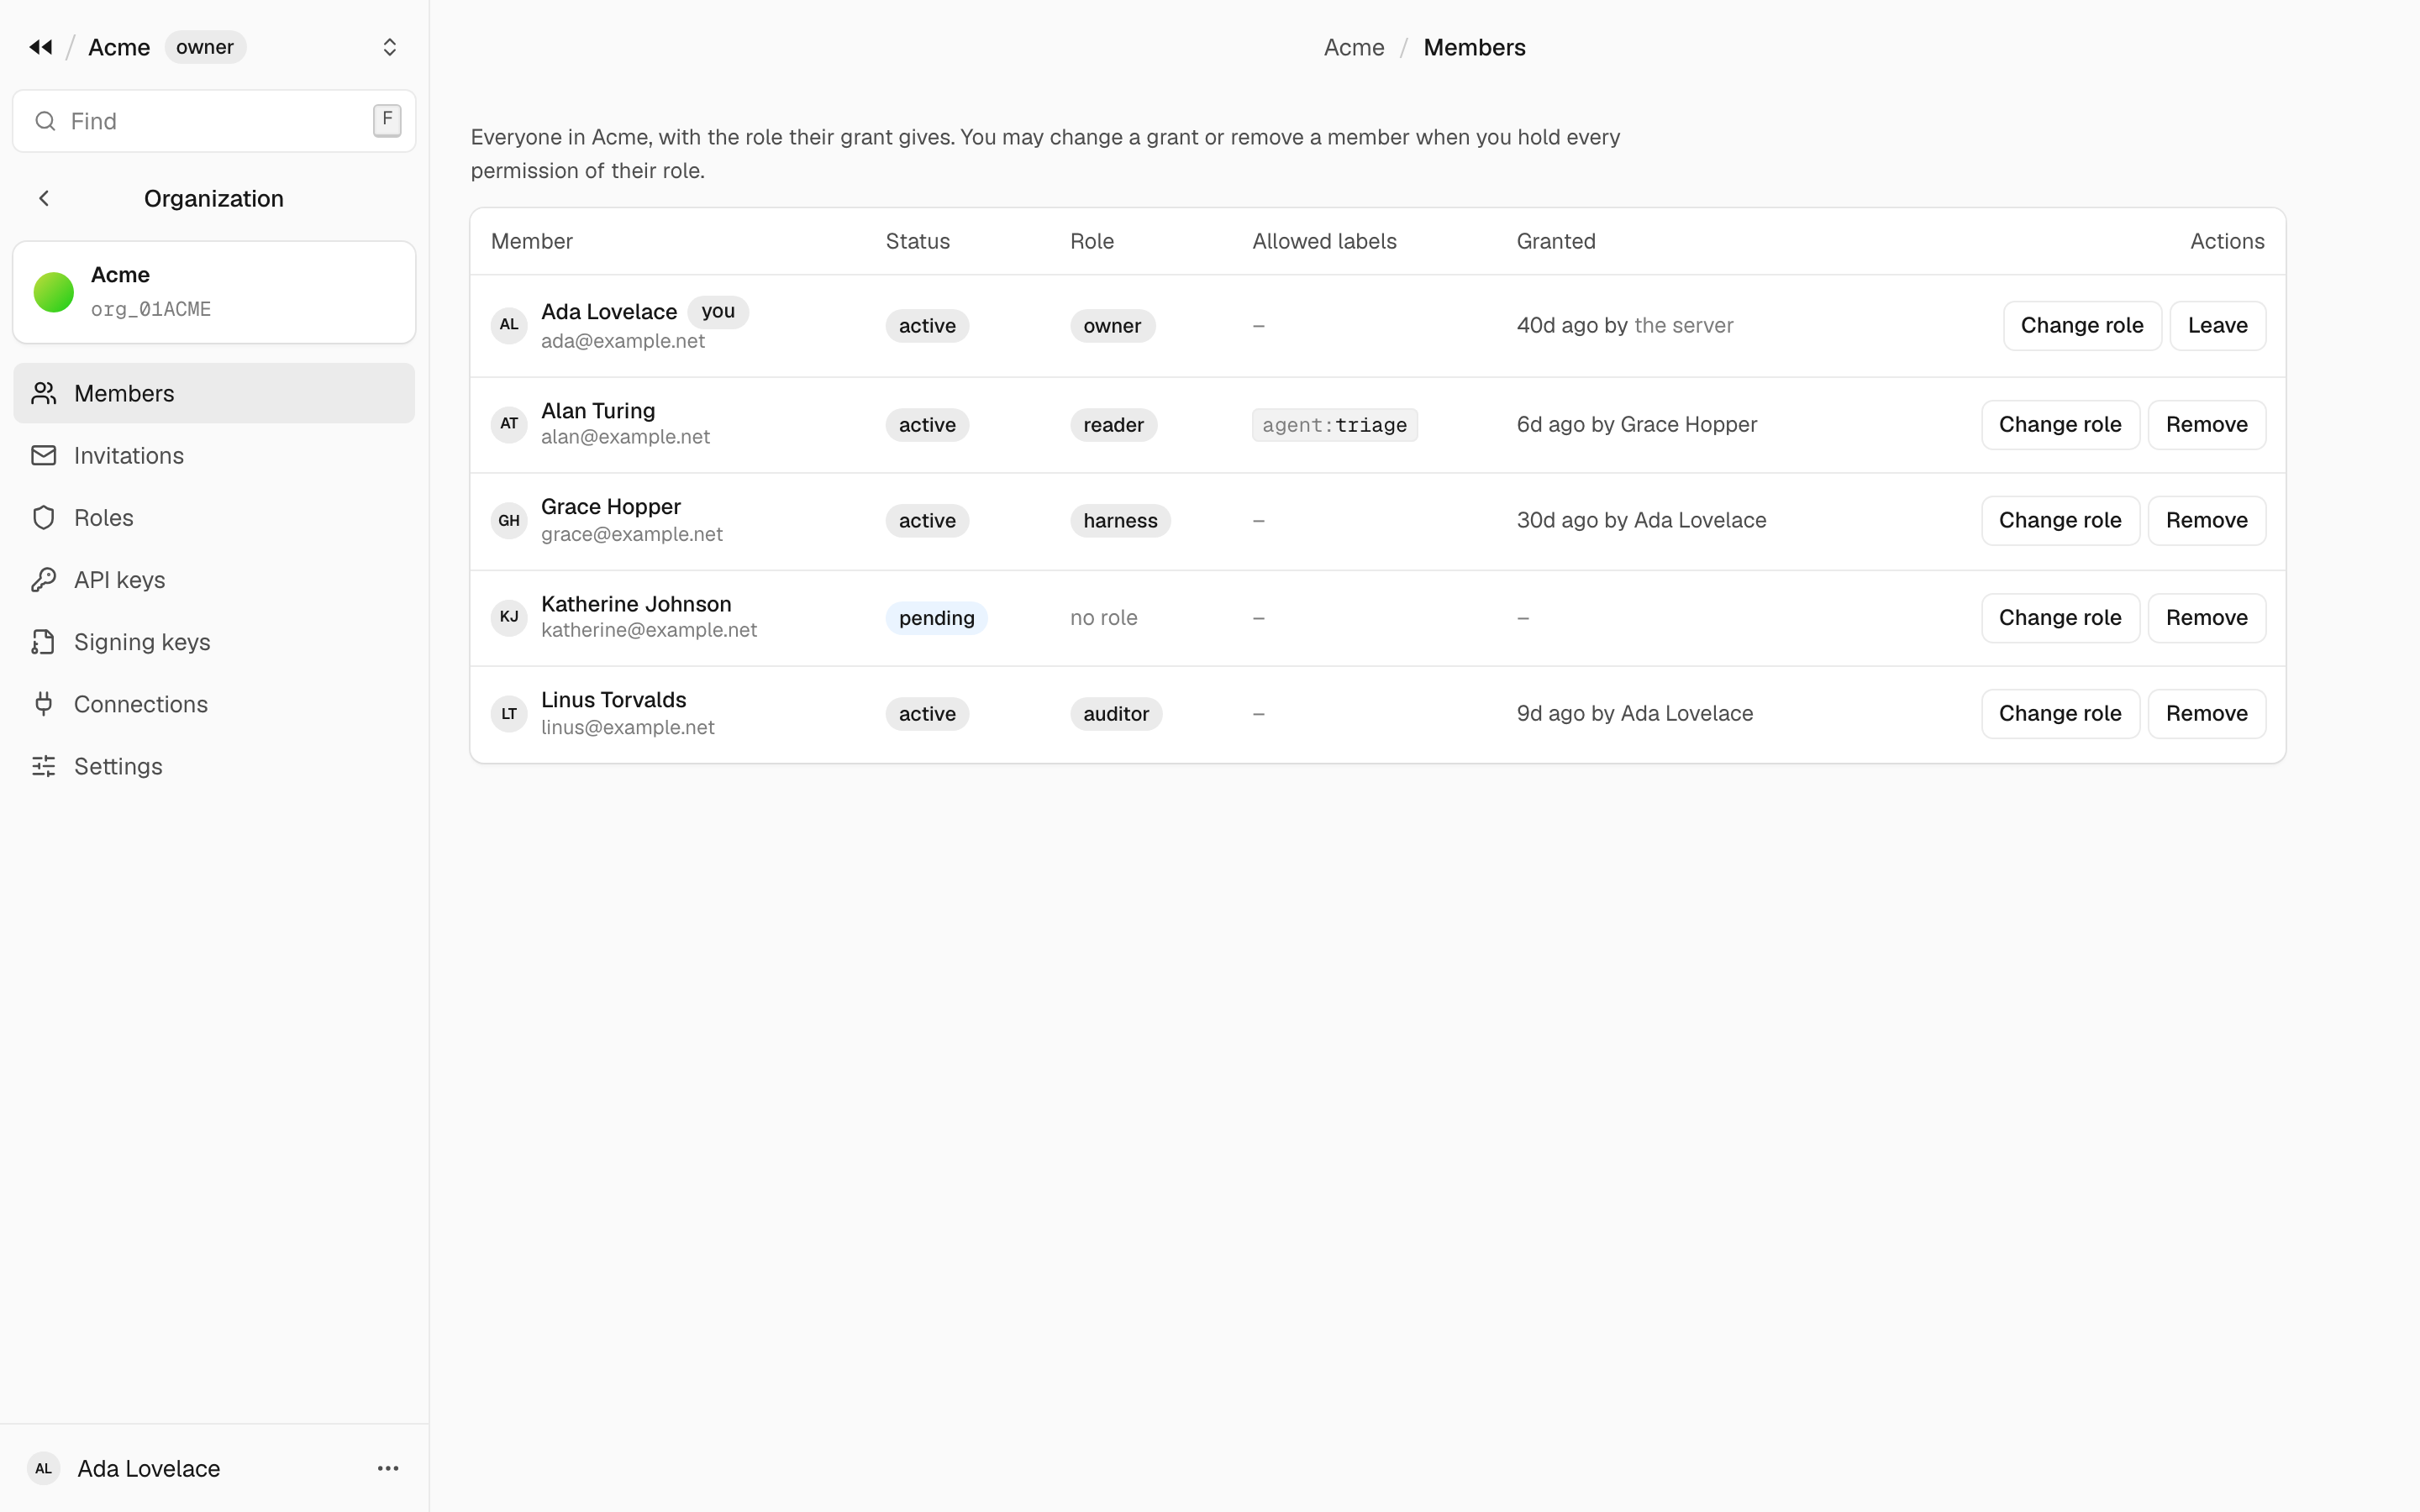 / Acme owner
Find F
Organization
Acme
org_01ACME
Members
Invitations
Roles
API keys
Signing keys
Connections
Settings
AL Ada Lovelace
Acme / Members
Everyone in Acme, with the role their grant gives. You may change a grant or remove a member when you hold every
permission of their role.
Member Status Role Allowed labels Granted Actions
AL Ada Lovelace you active owner – 40d ago by the server Change role Leave
ada@example.net
AT Alan Turing active reader agent:triage 6d ago by Grace Hopper Change role Remove
alan@example.net
GH Grace Hopper active harness – 30d ago by Ada Lovelace Change role Remove
grace@example.net
KJ Katherine Johnson pending no role – – Change role Remove
katherine@example.net
LT Linus Torvalds active auditor – 9d ago by Ada Lovelace Change role Remove
linus@example.net